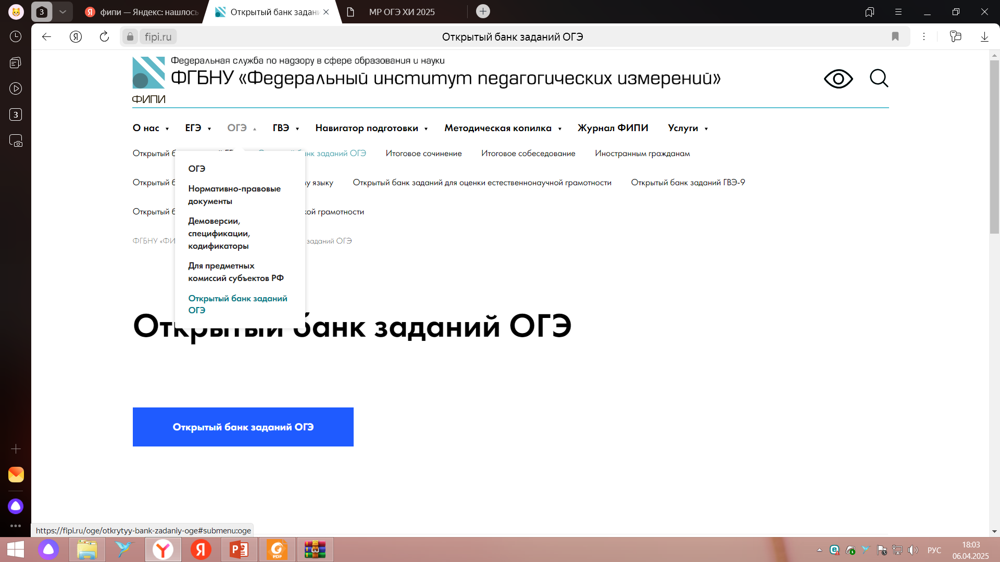 3
фипи — Яндекс: нашлось
Открытый банк задани
МР ОГЭ ХИ 2025
fipi.ru
Открытый банк заданий ОГЭ
3
Федеральная служба по надзору в сфере образования и науки
ФГБНУ «Федеральный институт педагогических измерений»
ФИПИ
О нас
ЕГЭ
ОГЭ
ГВЭ
Навигатор подготовки
Методическая копилка
Журнал ФИПИ
Услуги
Открытый б
нк заданий ОГЭ
Итоговое сочинение
Итоговое собеседование
Иностранным гражданам
Открытый б
му языку
Открытый банк заданий для оценки естественнонаучной грамотности
Открытый банк заданий ГВЭ-9
Открытый б
кой грамотности
ФГБНУ «ФИ
заданий ОГЭ
ОГЭ
Нормативно-правовые
документы
Демоверсии,
спецификации,
кодификаторы
Для предметных
комиссий субъектов РФ
Открытый банк заданий
ОГЭ
Открытый банк заданий ОГЭ
Открытый банк заданий ОГЭ
https://fipi.ru/oge/otkrytyy-bank-zadaniy-oge#submenu:oge
PDF
РУС
18:03
06.04.2025